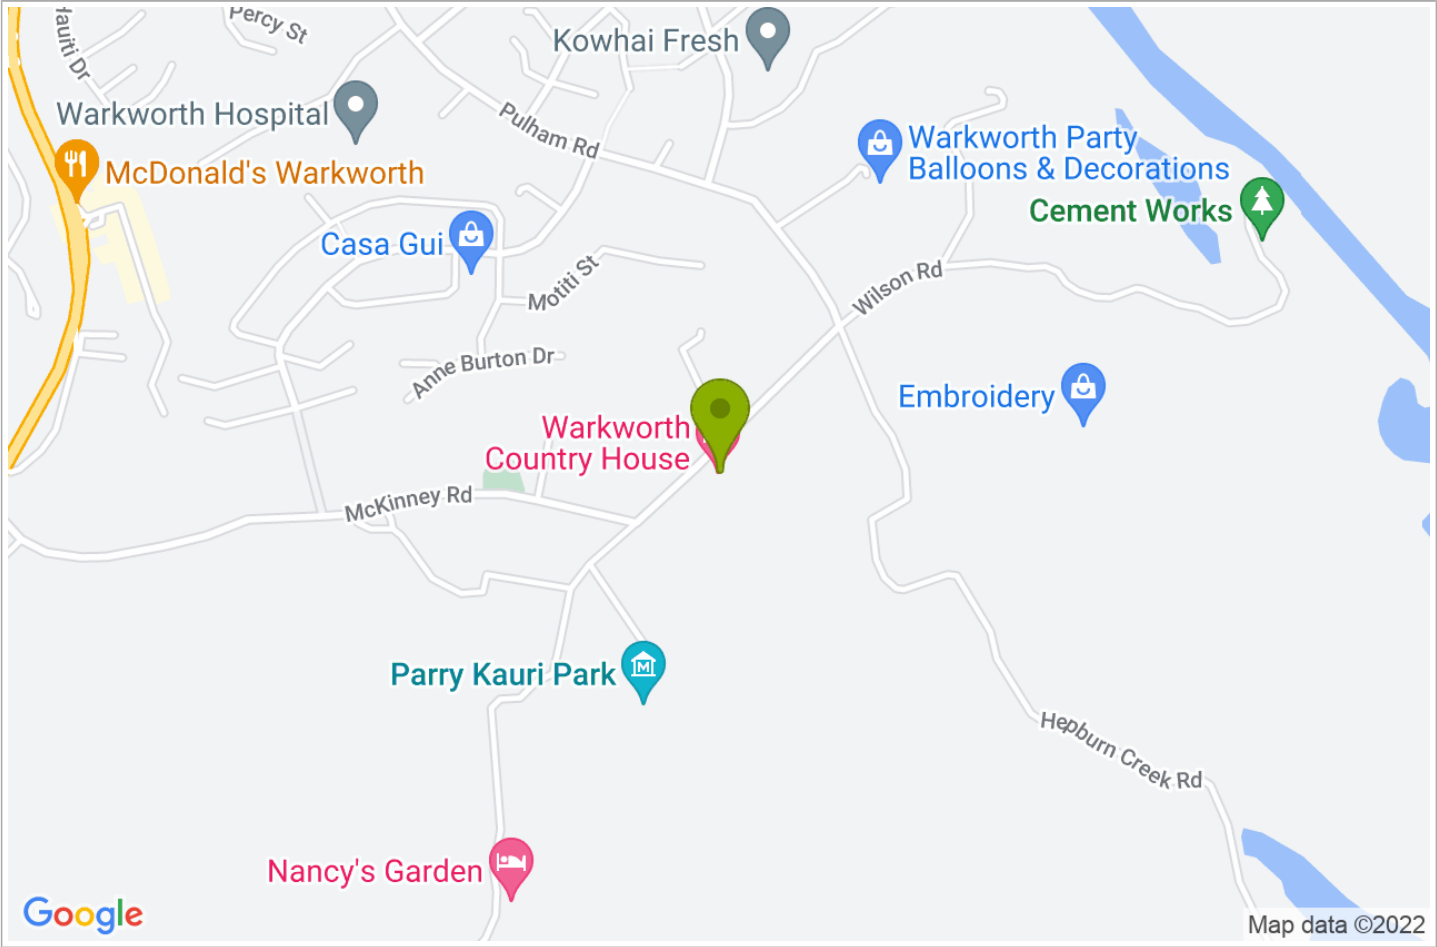 Hauiti Dr
Percy St
Kowhai Fresh
Warkworth Hospital
Pulham Rd
Warkworth Party
Balloons & Decorations
McDonald's Warkworth
Cement Works
Casa Gui
Motiti St
Wilson Rd
Anne Burton Dr
Embroidery
Warkworth
Country House
McKinney Rd
Parry Kauri Park
Hepburn Creek Rd
Nancy's Garden
Google
Map data ©2022